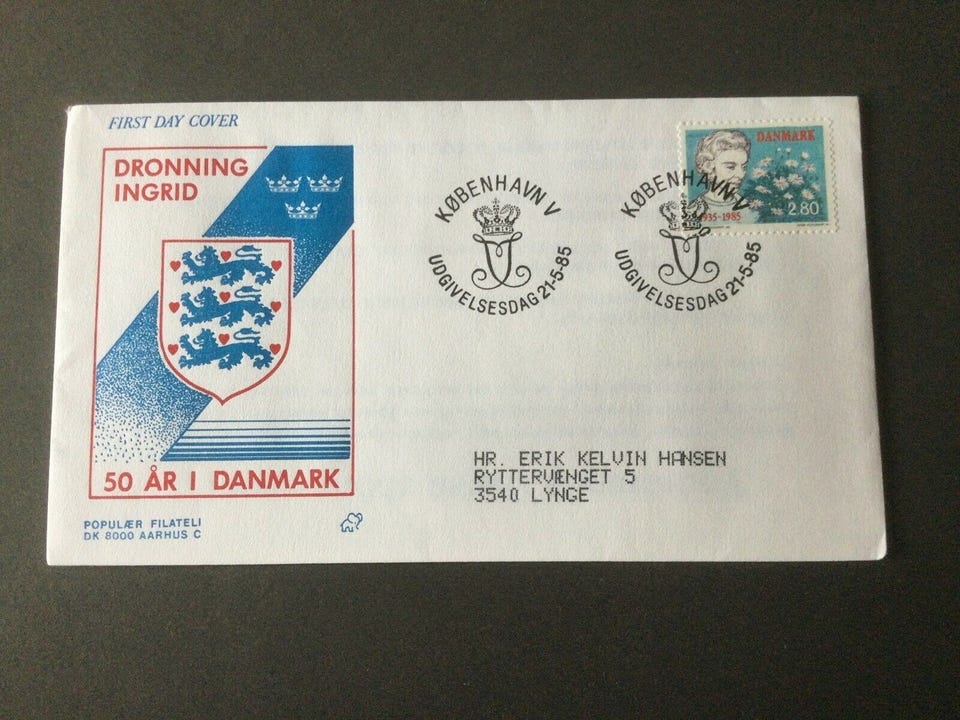 FIRST DAY COVER
DRONNING
INGRID
50 ÅR I DANMARK
POPULÆR FILATELI
DK 8000 AARHUS C
KØBENHAVN V
UDGIVELSESDAG 21-5-85
KØBENHAVN V
UDGIVELSESDAG 21-5-85
DANMARK
1935-1985
2.80
HR. ERIK KELVIN HANSEN
RYTTERVÆNGET 5
3540 LYNGE